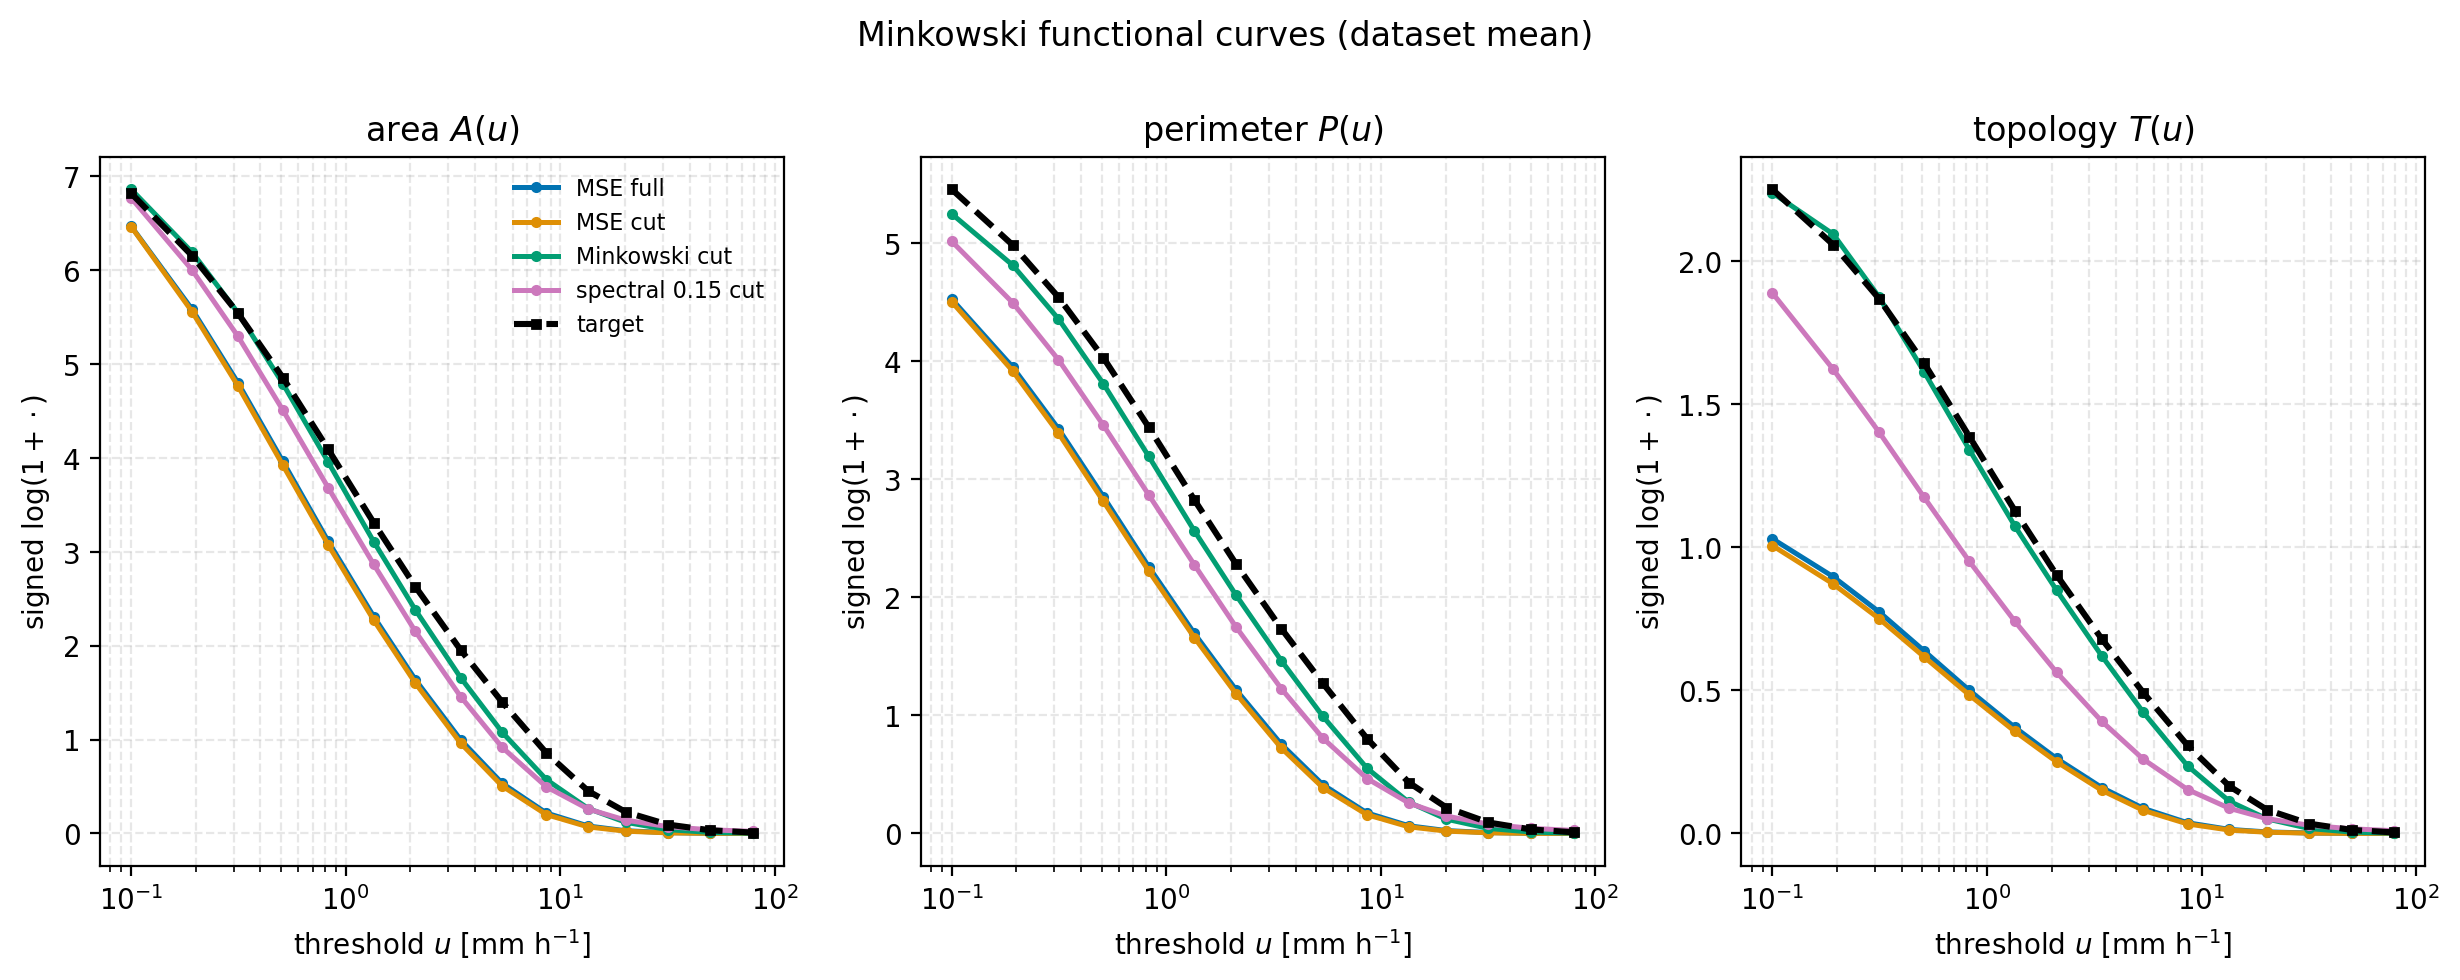 Minkowski functional curves (dataset mean)
area A(u)
signed log(1 + · )
7
6
5
4
3
2
1
0
MSE full
MSE cut
Minkowski cut
spectral 0.15 cut
target
10⁻¹ 10⁰ 10¹ 10²
threshold u [mm h⁻¹]
perimeter P(u)
signed log(1 + · )
5
4
3
2
1
0
10⁻¹ 10⁰ 10¹ 10²
threshold u [mm h⁻¹]
topology T(u)
signed log(1 + · )
2.0
1.5
1.0
0.5
0.0
10⁻¹ 10⁰ 10¹ 10²
threshold u [mm h⁻¹]